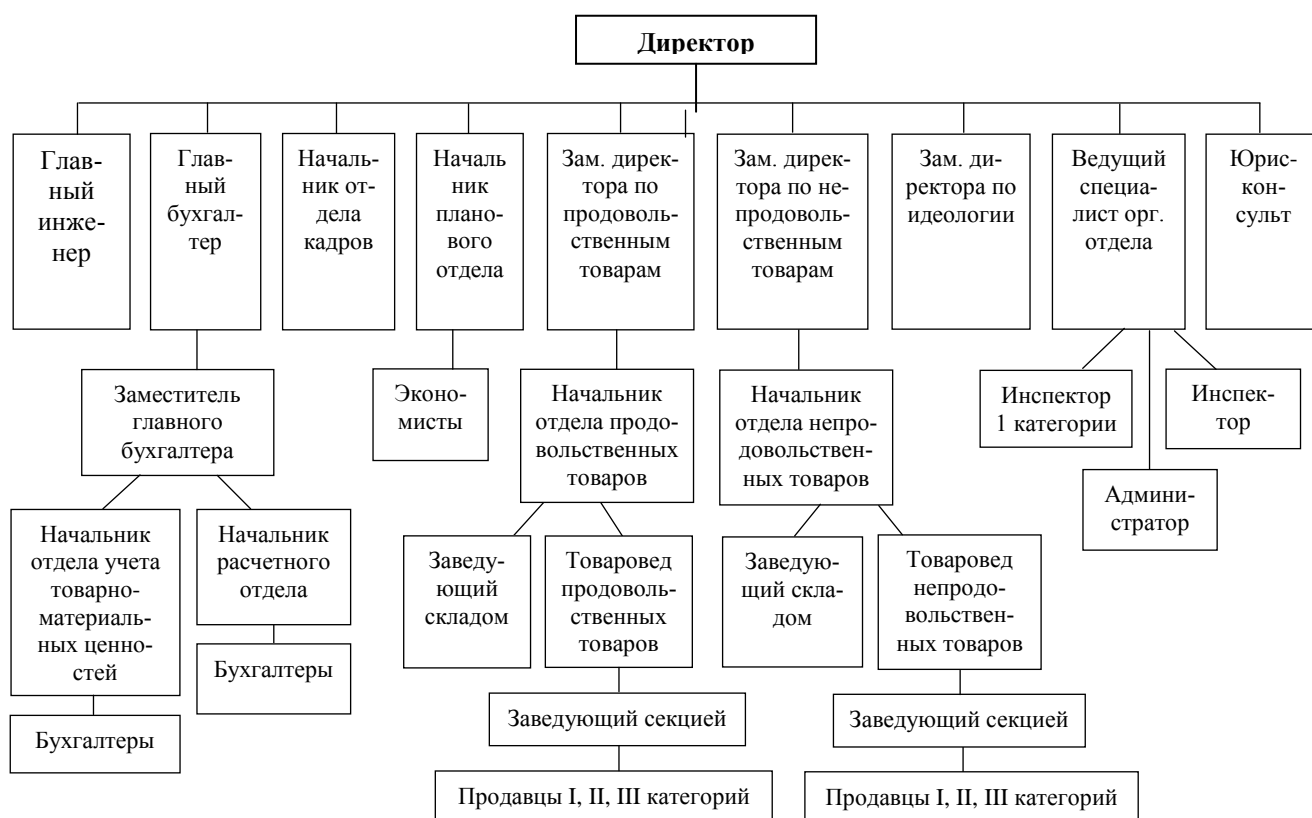 Директор
Глав-
ный
инже-
нер
Глав-
ный
бухгал-
тер
Началь-
ник от-
дела
кадров
Началь
ник
плано-
вого
отдела
Зам. дирек-
тора по
продоволь-
ственным
товарам
Зам. дирек-
тора по не-
продоволь-
ственным
товарам
Зам. ди-
ректора по
идеологии
Ведущий
специа-
лист орг.
отдела
Юрис-
кон-
сульт
Заместитель
главного
бухгалтера
Эконо-
мисты
Начальник
отдела продо-
вольственных
товаров
Начальник
отдела непро-
довольствен-
ных товаров
Инспектор
1 категории
Инспек-
тор
Админи-
стратор
Начальник
отдела учета
товарно-
материаль-
ных ценно-
стей
Начальник
расчетного
отдела
Заведу-
ющий
складом
Товаровед
продоволь-
ственных
товаров
Заведую-
щий скла-
дом
Товаровед
непродо-
вольствен-
ных товаров
Бухгалтеры
Бухгалтеры
Заведующий секцией
Заведующий секцией
Продавцы I, II, III категорий
Продавцы I, II, III категорий